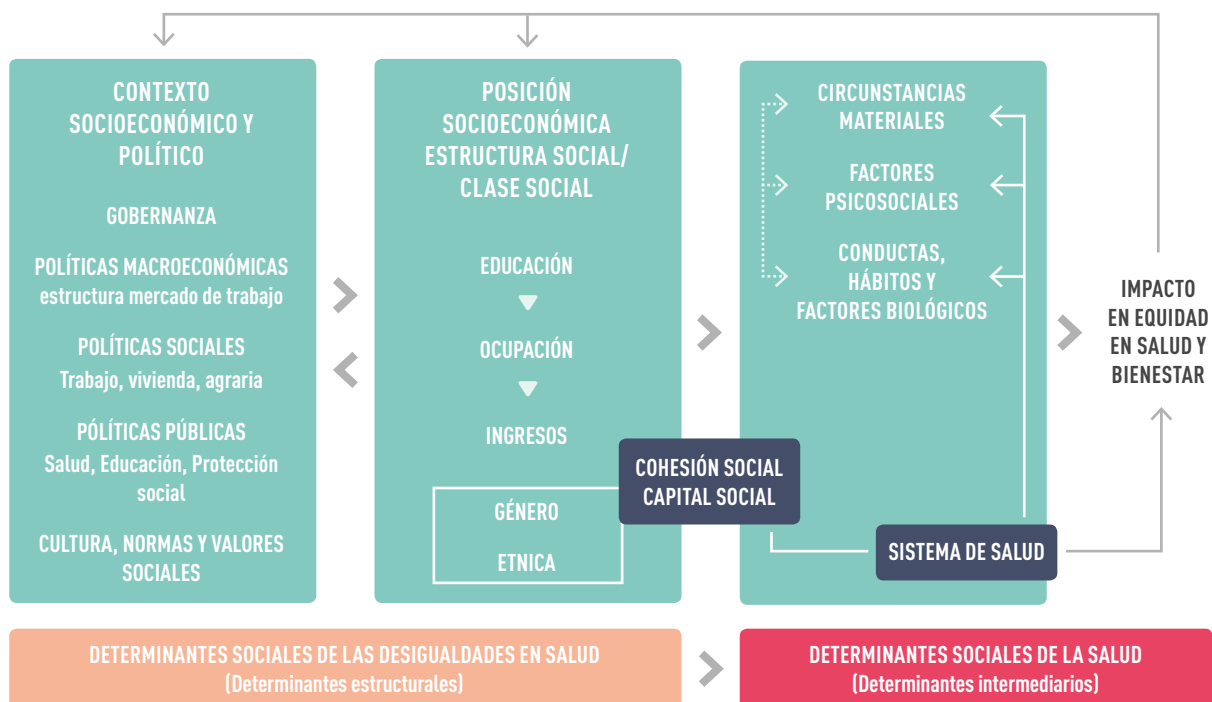 CONTEXTO
SOCIOECONÓMICO Y
POLÍTICO
GOBERNANZA
POLÍTICAS MACROECONÓMICAS
estructura mercado de trabajo
POLÍTICAS SOCIALES
Trabajo, vivienda, agraria
PÓLÍTICAS PÚBLICAS
Salud, Educación, Protección
social
CULTURA, NORMAS Y VALORES
SOCIALES
POSICIÓN
SOCIOECONÓMICA
ESTRUCTURA SOCIAL/
CLASE SOCIAL
EDUCACIÓN
OCUPACIÓN
INGRESOS
GÉNERO
ETNICA
COHESIÓN SOCIAL
CAPITAL SOCIAL
CIRCUNSTANCIAS
MATERIALES
FACTORES
PSICOSOCIALES
CONDUCTAS,
HÁBITOS Y
FACTORES BIOLÓGICOS
SISTEMA DE SALUD
IMPACTO
EN EQUIDAD
EN SALUD Y
BIENESTAR
DETERMINANTES SOCIALES DE LAS DESIGUALDADES EN SALUD
(Determinantes estructurales)
DETERMINANTES SOCIALES DE LA SALUD
(Determinantes intermediarios)